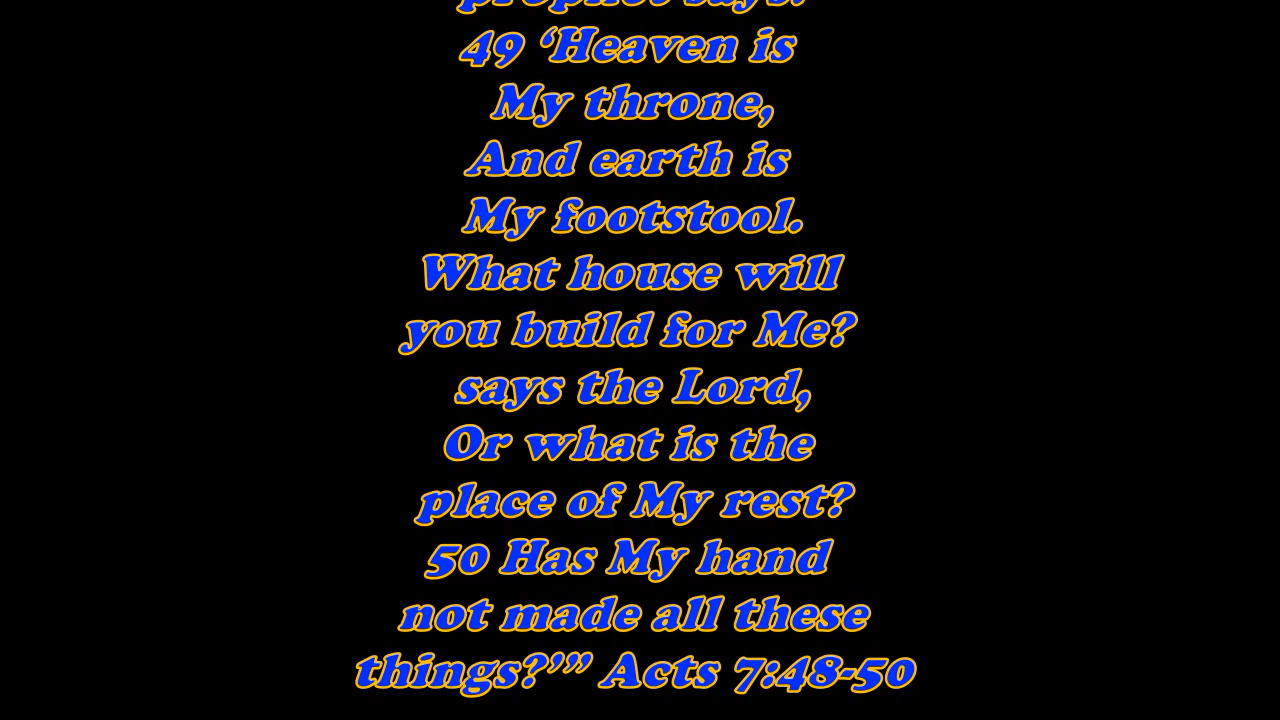 prophet says:
49 ‘Heaven is
My throne,
And earth is
My footstool.
What house will
you build for Me?
says the Lord,
Or what is the
place of My rest?
50 Has My hand
not made all these
things?’” Acts 7:48-50